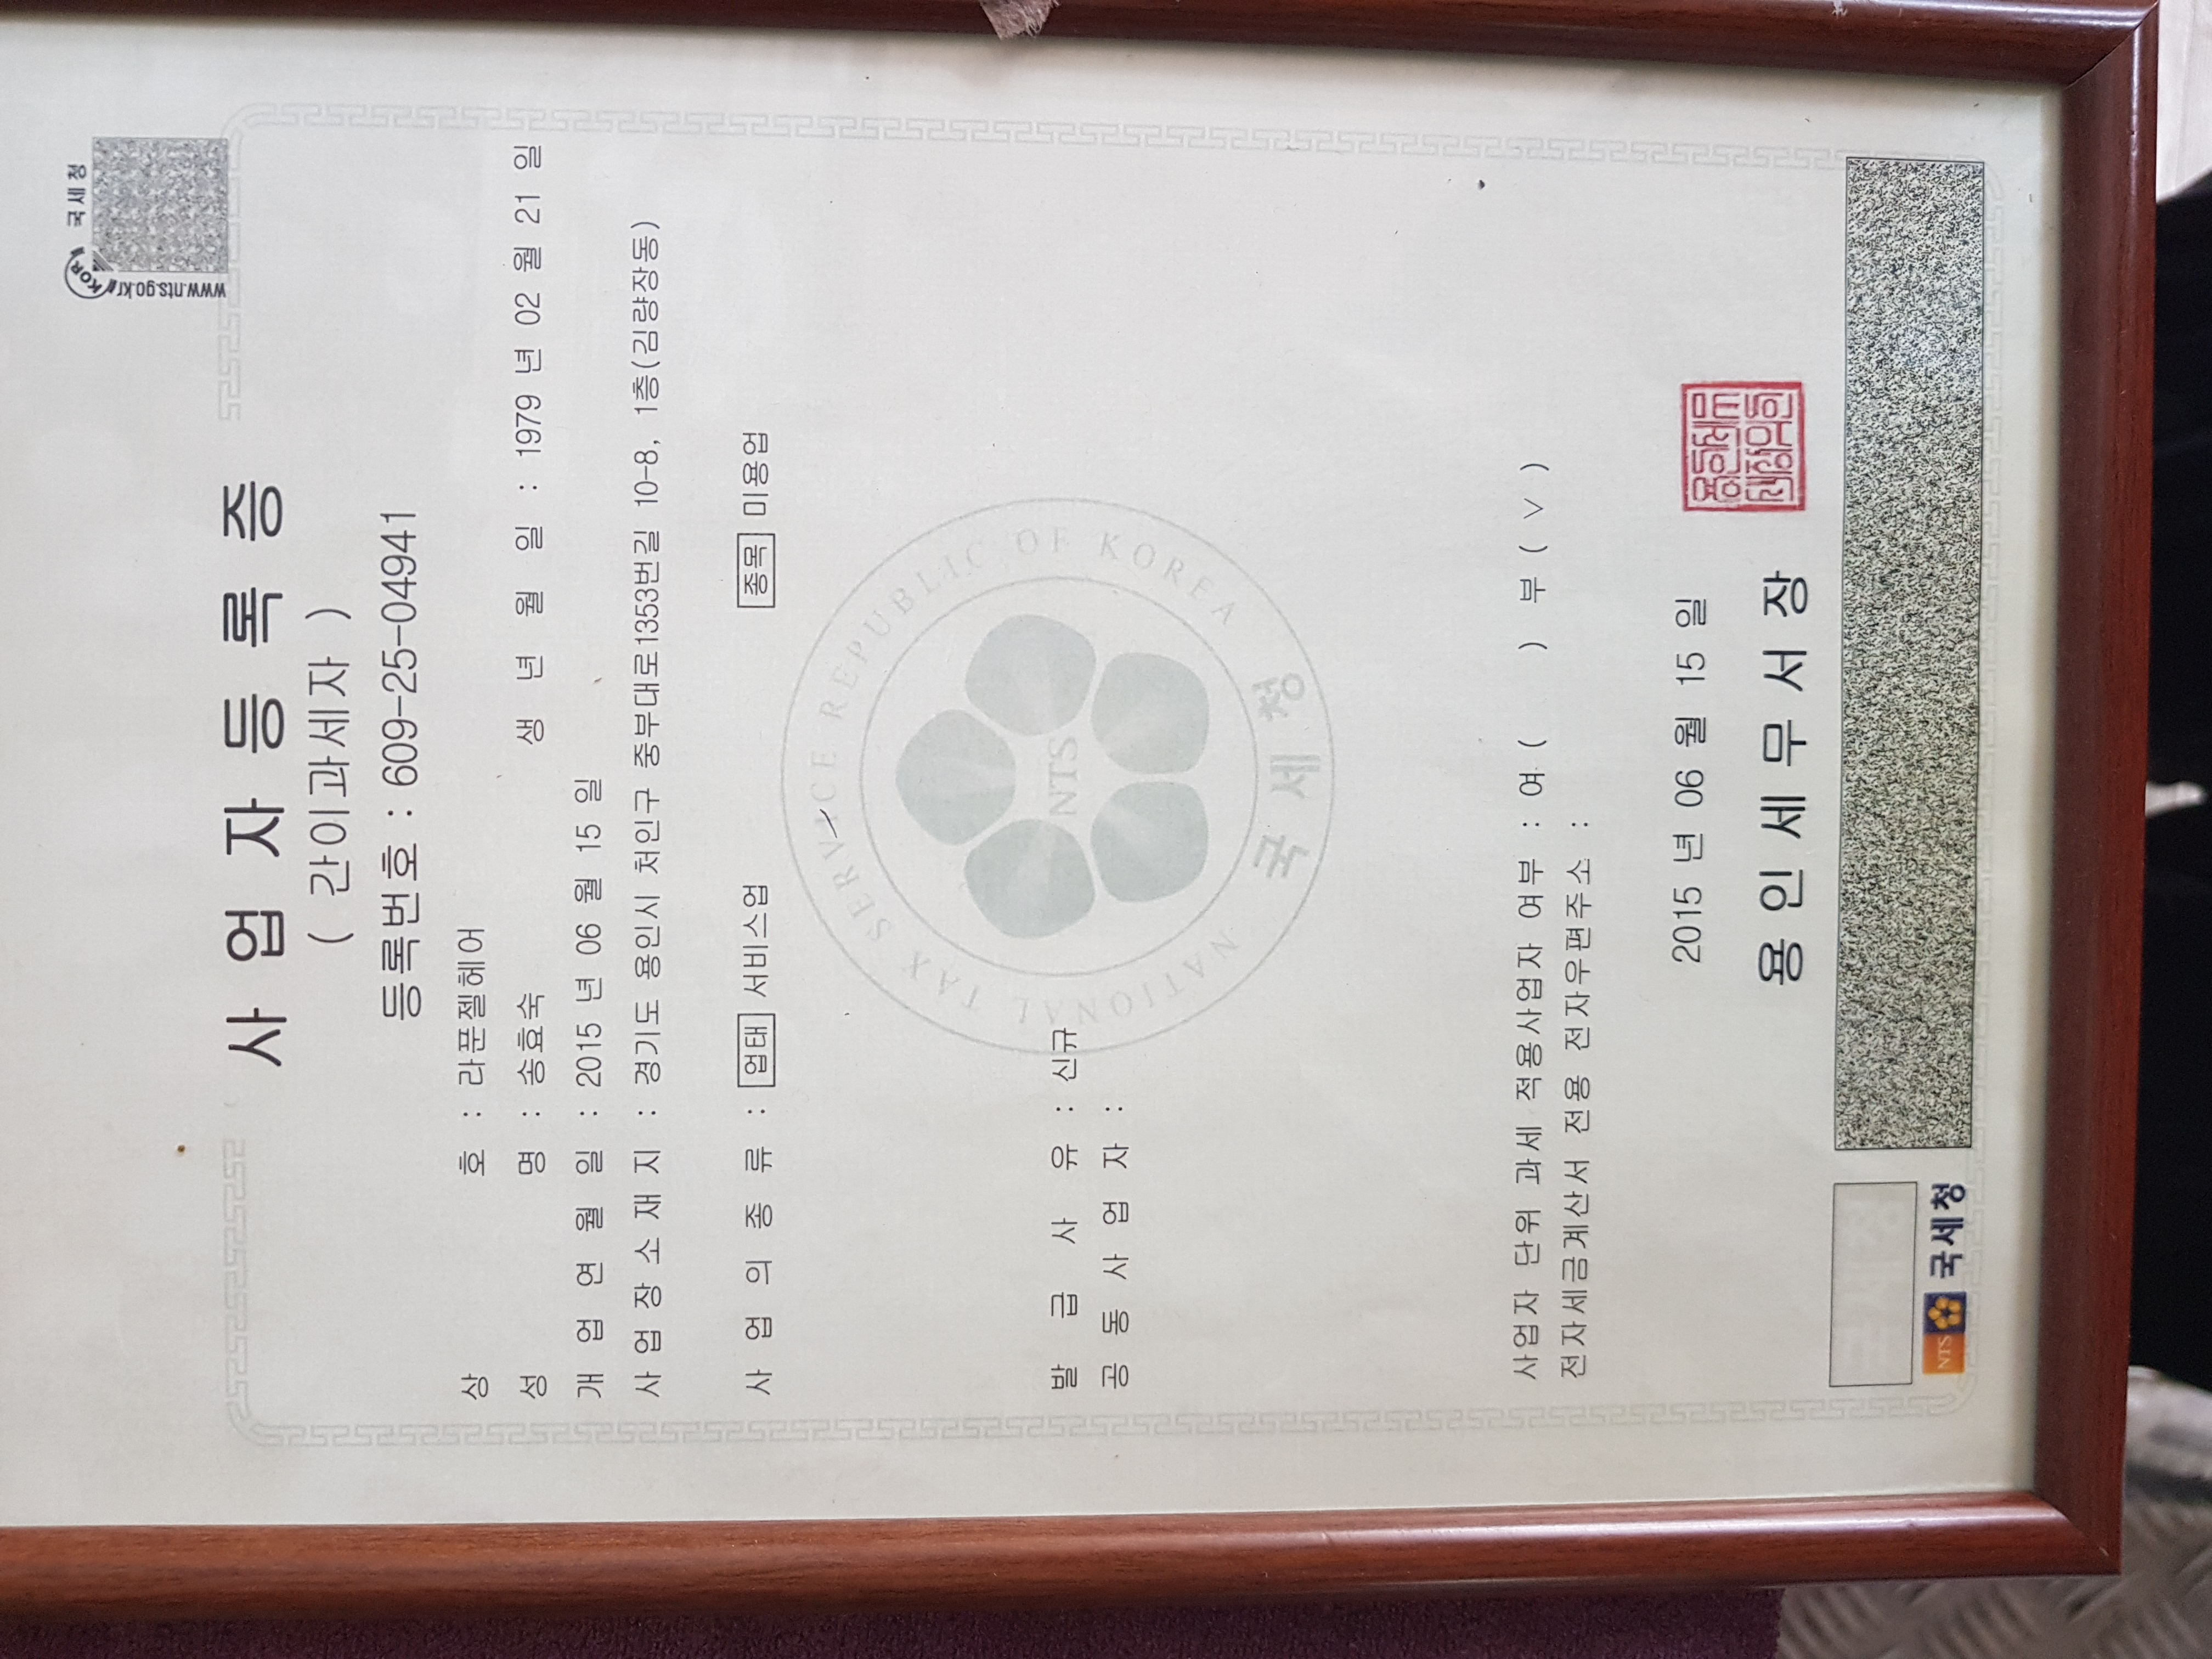 국세청
www.nts.go.kr
KOR
사업자등록증
( 간이과세자 )
등록번호 : 609-25-04941
상 호 : 라푼젤헤어
성 명 : 송효숙 생 년 월 일 : 1979 년 02 월 21 일
개 업 연 월 일 : 2015 년 06 월 15 일
사 업 장 소 재 지 : 경기도 용인시 처인구 중부대로1353번길 10-8, 1층(김량장동)
사 업 의 종 류 : 업태 서비스업 종목 미용업
NATIONAL TAX SERVICE REPUBLIC OF KOREA
NTS
국세청
발 급 사 유 : 신규
공 동 사 업 자 :
사업자 단위 과세 적용사업자 여부 : 여( ) 부( V )
전자세금계산서 전용 전자우편주소 :
2015 년 06 월 15 일
용인세무서장
NTS 국세청